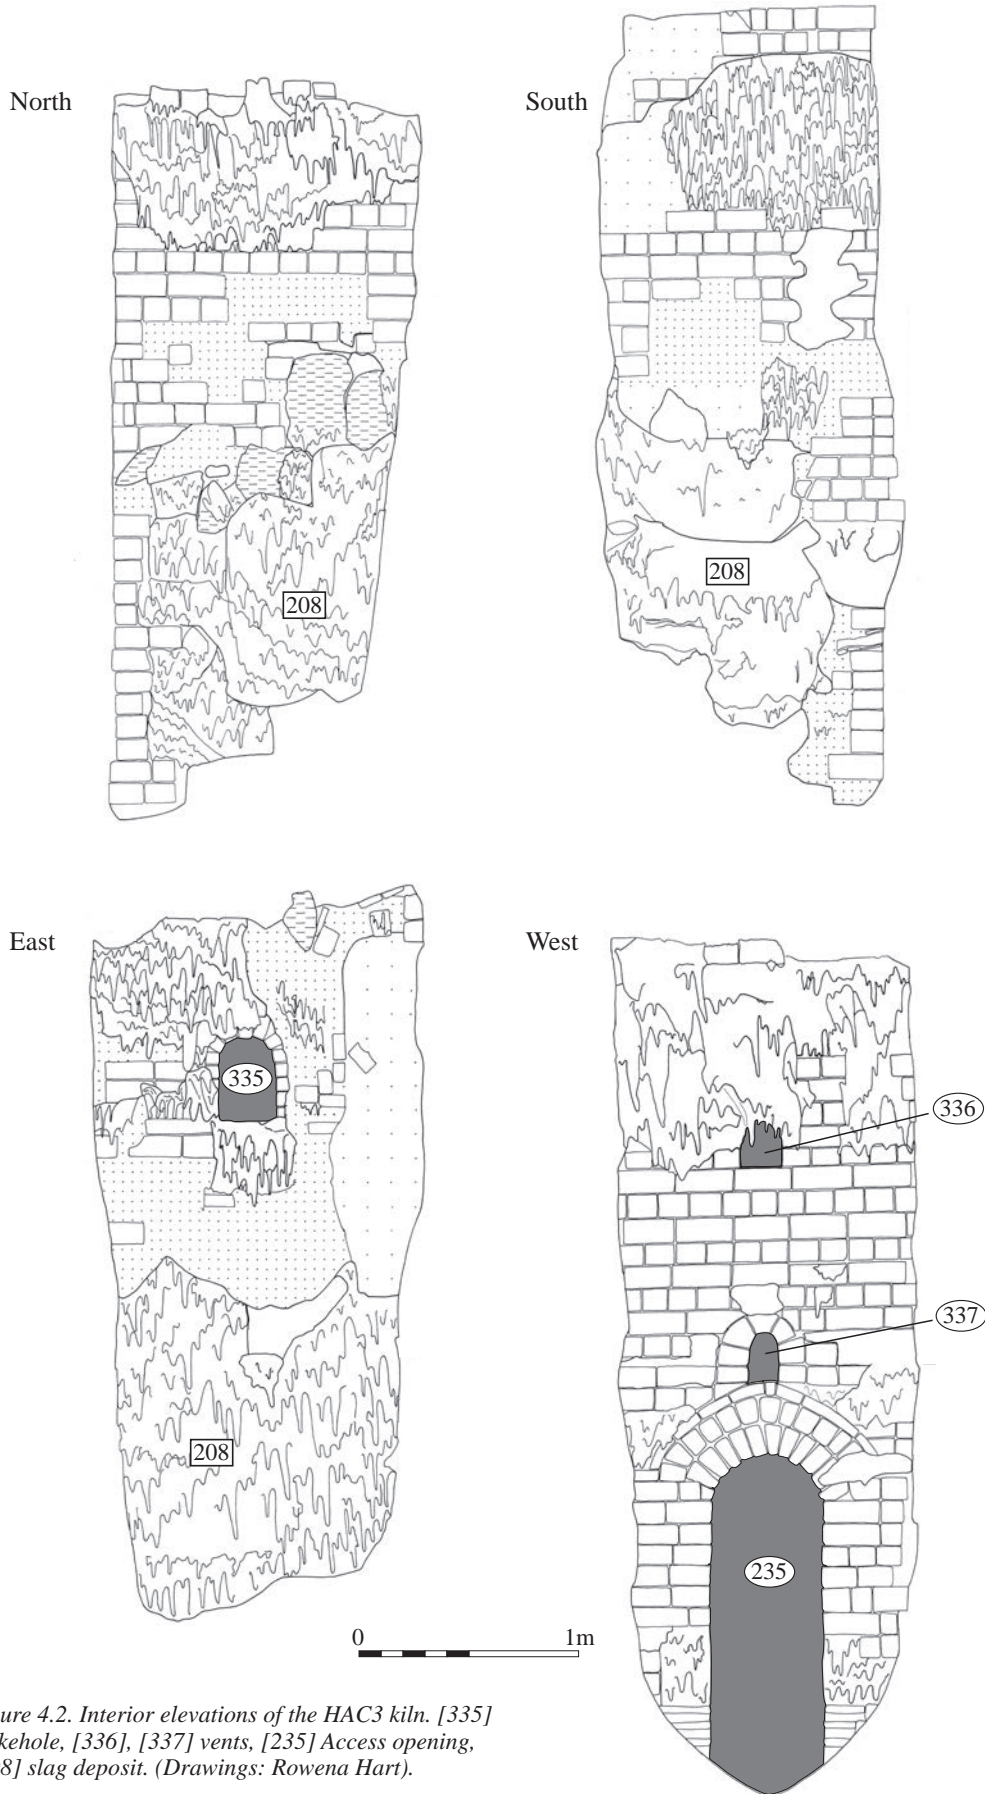 North
South
208
208
East
West
335
336
337
208
235
0 1m
ure 4.2. Interior elevations of the HAC3 kiln. [335]
kehole, [336], [337] vents, [235] Access opening,
8] slag deposit. (Drawings: Rowena Hart).